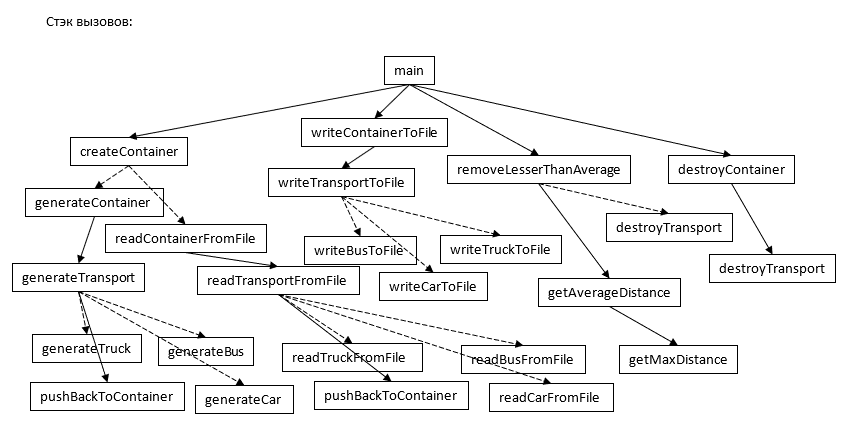 Стэк вызовов:
main
writeContainerToFile
createContainer
removeLesserThanAverage
destroyContainer
writeTransportToFile
generateContainer
destroyTransport
readContainerFromFile
writeBusToFile
writeTruckToFile
destroyTransport
generateTransport
readTransportFromFile
writeCarToFile
getAverageDistance
generateTruck
generateBus
readTruckFromFile
readBusFromFile
getMaxDistance
pushBackToContainer
generateCar
pushBackToContainer
readCarFromFile